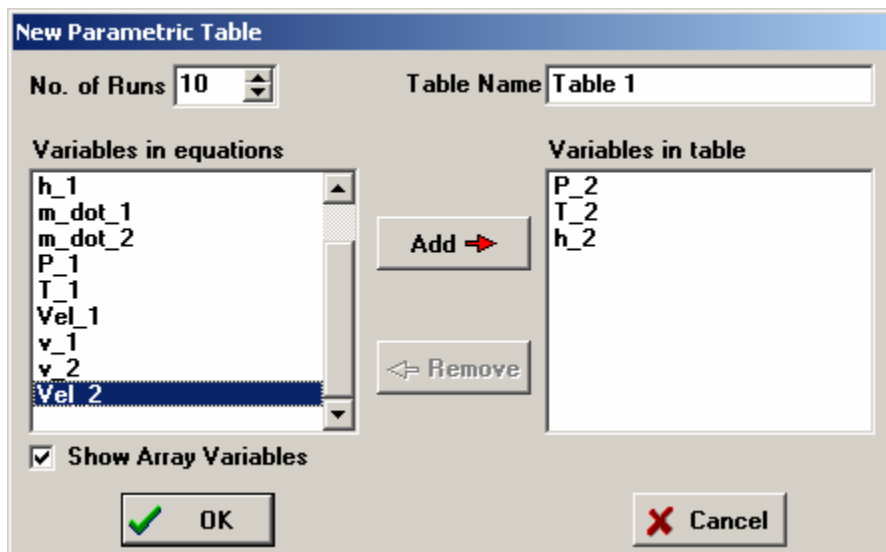 New Parametric Table
No. of Runs 10 Table Name Table 1
Variables in equations Variables in table
h_1
m_dot_1
m_dot_2
P_1
T_1
Vel_1
v_1
v_2
Vel_2
P_2
T_2
h_2
Add
Remove
Show Array Variables
OK Cancel